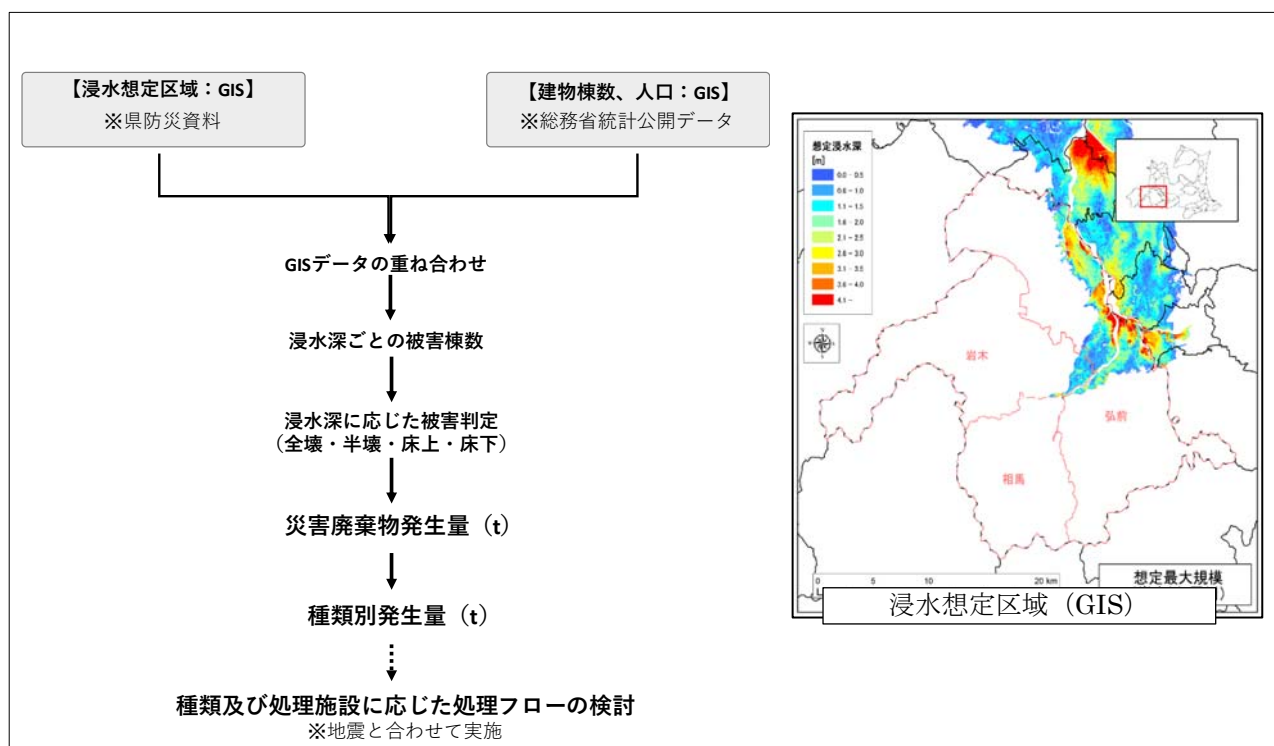 【浸水想定区域：GIS】
※県防災資料
【建物棟数、人口：GIS】
※総務省統計公開データ
GISデータの重ね合わせ
浸水深ごとの被害棟数
浸水深に応じた被害判定
（全壊・半壊・床上・床下）
災害廃棄物発生量（t）
種類別発生量（t）
種類及び処理施設に応じた処理フローの検討
※地震と合わせて実施
想定浸水深
[m]
0.0 - 0.5
0.6 - 1.0
1.1 - 1.5
1.6 - 2.0
2.1 - 2.5
2.6 - 3.0
3.1 - 3.5
3.6 - 4.0
4.1 -
N
W E
S
岩木
弘前
相馬
0 5 10 20 km
想定最大規模
浸水想定区域（GIS）